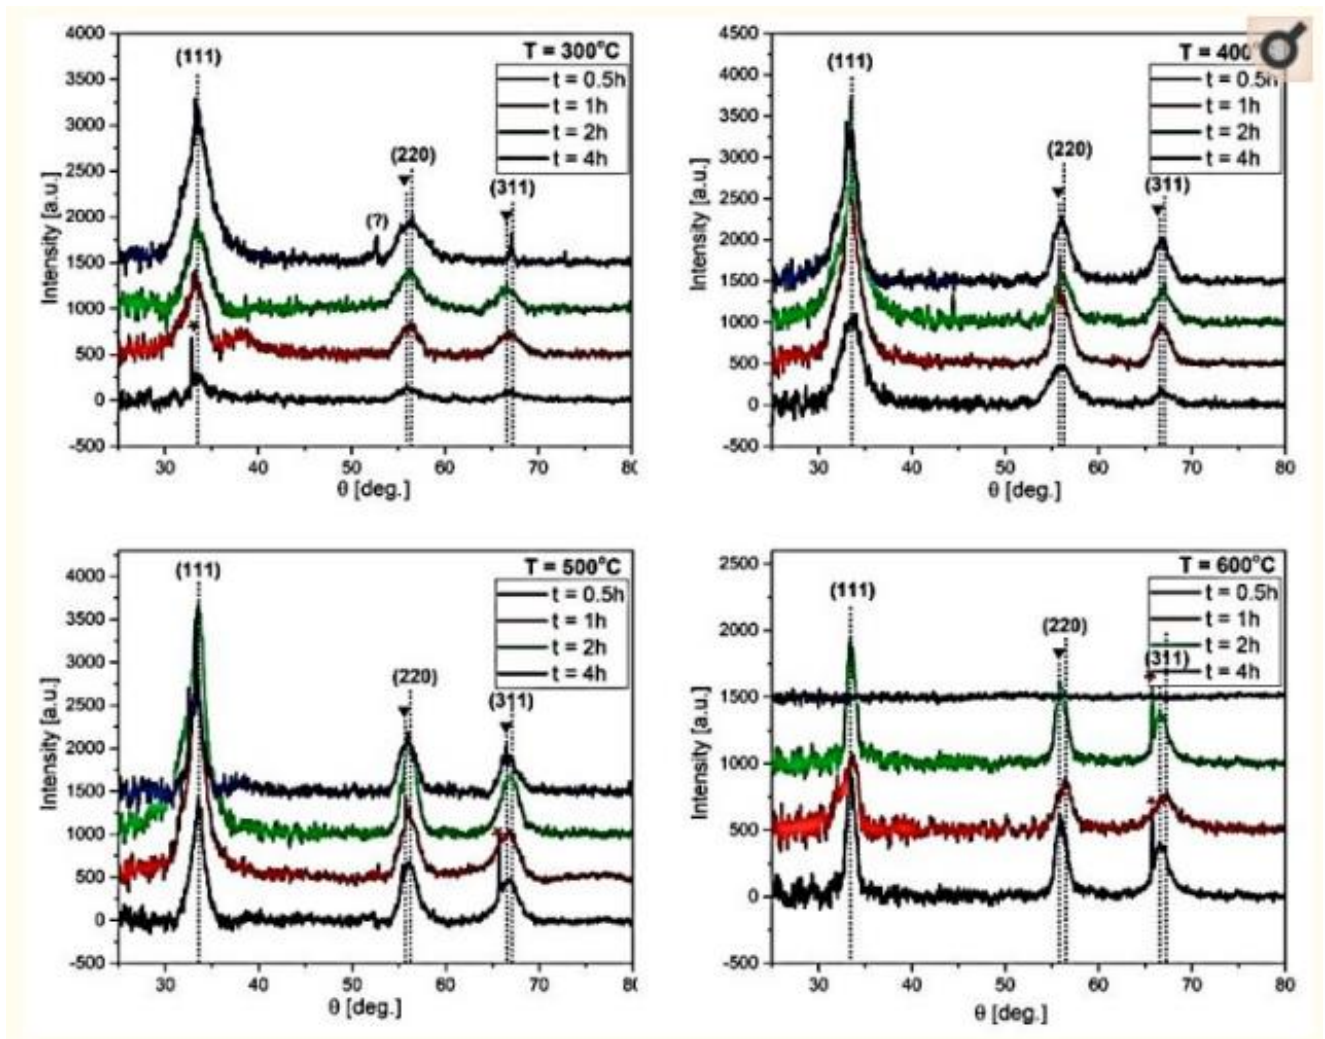 T = 300°C
t = 0.5h
t = 1h
t = 2h
t = 4h
(111)
(?)
(220)
(311)
4000
3500
3000
2500
2000
1500
1000
500
0
-500
Intensity [a.u.]
30 40 50 60 70 8
θ [deg.]
T = 400
t = 0.5h
t = 1h
t = 2h
t = 4h
(111)
(220)
(311)
4500
4000
3500
3000
2500
2000
1500
1000
500
0
-500
Intensity [a.u.]
30 40 50 60 70 80
θ [deg.]
T = 500°C
t = 0.5h
t = 1h
t = 2h
t = 4h
(111)
(220)
(311)
4000
3500
3000
2500
2000
1500
1000
500
0
-500
Intensity [a.u.]
30 40 50 60 70 8
θ [deg.]
T = 600°C
t = 0.5h
t = 1h
t = 2h
t = 4h
(111)
(220)
(311)
2500
2000
1500
1000
500
0
-500
Intensity [a.u.]
30 40 50 60 70 80
θ [deg.]